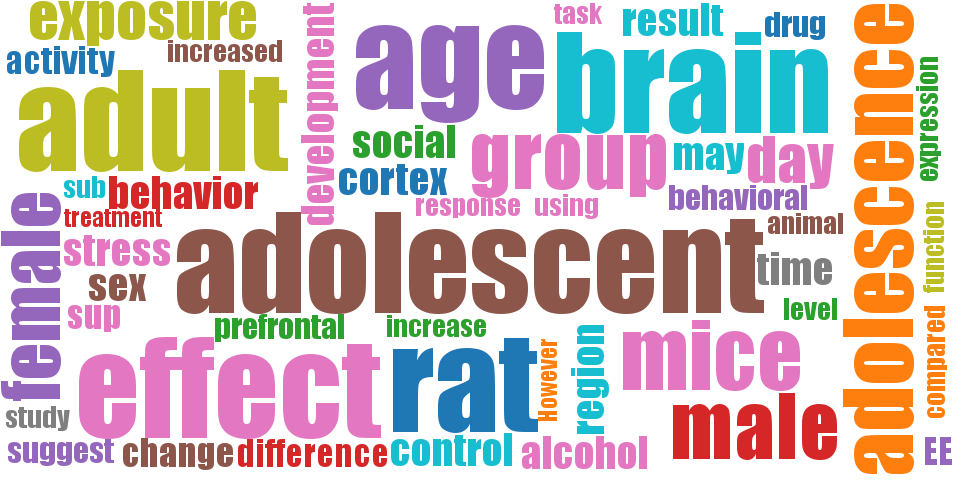 exposure
task
result
drug
activity
increased
development
age
brain
adolescence
expression
adult
social
group
may
day
cortex
sub
behavior
behavioral
treatment
response
using
animal
female
stress
adolescent
function
time
sex
sup
level
prefrontal
increase
compared
effect
rat
However
region
mice
study
male
suggest
change
difference
control
alcohol
EE